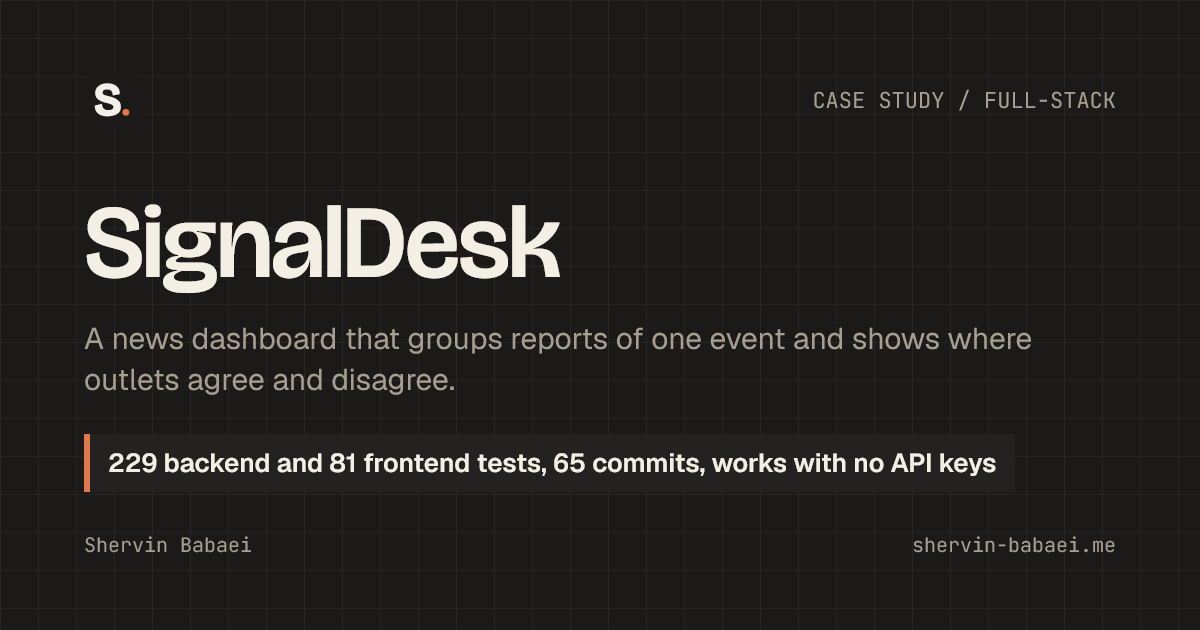 s.
CASE STUDY / FULL-STACK
SignalDesk
A news dashboard that groups reports of one event and shows where
outlets agree and disagree.
229 backend and 81 frontend tests, 65 commits, works with no API keys
Shervin Babaei
shervin-babaei.me